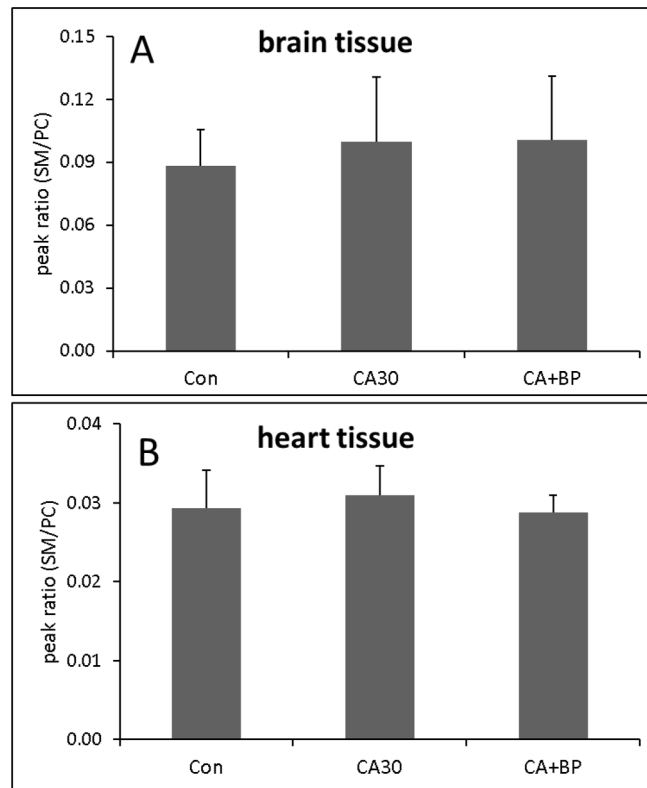 A brain tissue
peak ratio (SM/PC)
0.15
0.12
0.09
0.06
0.03
0.00
Con CA30 CA+BP
B heart tissue
peak ratio (SM/PC)
0.04
0.03
0.02
0.01
0.00
Con CA30 CA+BP